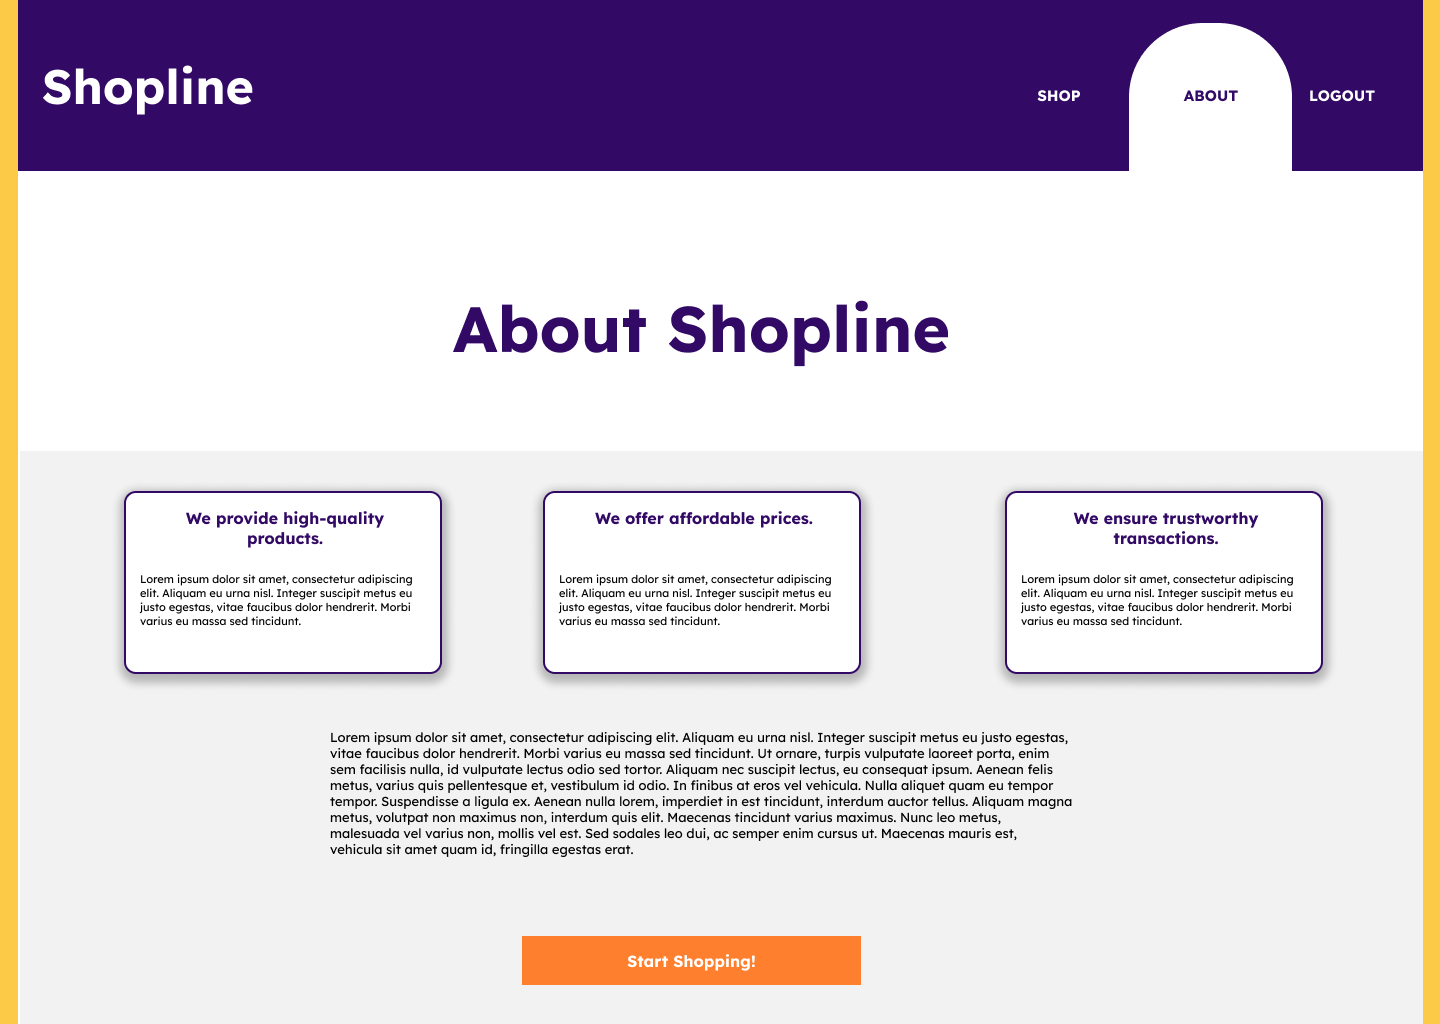 Shopline
SHOP
ABOUT
LOGOUT
About Shopline
We provide high-quality
products.
Lorem ipsum dolor sit amet, consectetur adipiscing
elit. Aliquam eu urna nisl. Integer suscipit metus eu
justo egestas, vitae faucibus dolor hendrerit. Morbi
varius eu massa sed tincidunt.
We offer affordable prices.
Lorem ipsum dolor sit amet, consectetur adipiscing
elit. Aliquam eu urna nisl. Integer suscipit metus eu
justo egestas, vitae faucibus dolor hendrerit. Morbi
varius eu massa sed tincidunt.
We ensure trustworthy
transactions.
Lorem ipsum dolor sit amet, consectetur adipiscing
elit. Aliquam eu urna nisl. Integer suscipit metus eu
justo egestas, vitae faucibus dolor hendrerit. Morbi
varius eu massa sed tincidunt.
Lorem ipsum dolor sit amet, consectetur adipiscing elit. Aliquam eu urna nisl. Integer suscipit metus eu justo egestas,
vitae faucibus dolor hendrerit. Morbi varius eu massa sed tincidunt. Ut ornare, turpis vulputate laoreet porta, enim
sem facilisis nulla, id vulputate lectus odio sed tortor. Aliquam nec suscipit lectus, eu consequat ipsum. Aenean felis
metus, varius quis pellentesque et, vestibulum id odio. In finibus at eros vel vehicula. Nulla aliquet quam eu tempor
tempor. Suspendisse a ligula ex. Aenean nulla lorem, imperdiet in est tincidunt, interdum auctor tellus. Aliquam magna
metus, volutpat non maximus non, interdum quis elit. Maecenas tincidunt varius maximus. Nunc leo metus,
malesuada vel varius non, mollis vel est. Sed sodales leo dui, ac semper enim cursus ut. Maecenas mauris est,
vehicula sit amet quam id, fringilla egestas erat.
Start Shopping!